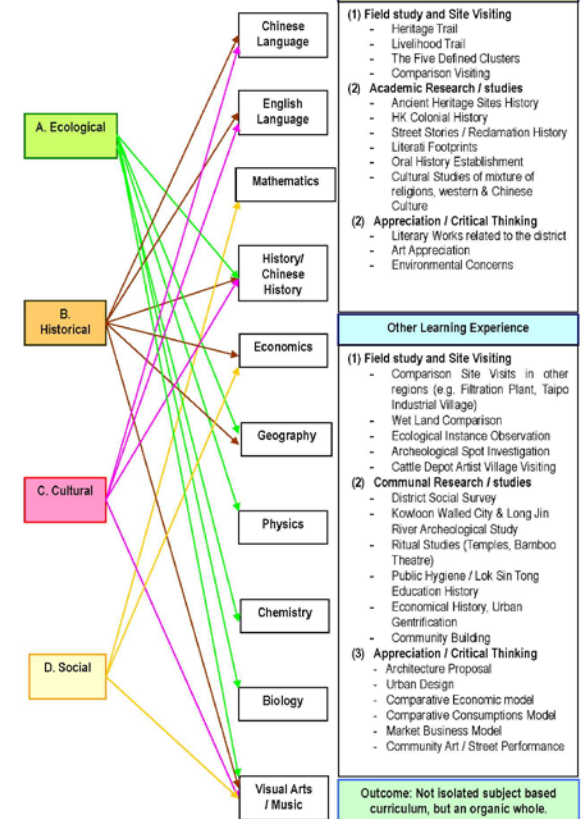 A. Ecological
B.
Historical
C. Cultural
D. Social
Chinese
Language
English
Language
Mathematics
History/
Chinese
History
Economics
Geography
Physics
Chemistry
Biology
Visual Arts
/ Music
(1) Field study and Site Visiting
- Heritage Trail
- Livelihood Trail
- The Five Defined Clusters
- Comparison Visiting
(2) Academic Research / studies
- Ancient Heritage Sites History
- HK Colonial History
- Street Stories / Reclamation History
- Literati Footprints
- Oral History Establishment
- Cultural Studies of mixture of
religions, western & Chinese
Culture
(2) Appreciation / Critical Thinking
- Literary Works related to the district
- Art Appreciation
- Environmental Concerns
Other Learning Experience
(1) Field study and Site Visiting
- Comparison Site Visits in other
regions (e.g. Filtration Plant, Taipo
Industrial Village)
- Wet Land Comparison
- Ecological Instance Observation
- Archeological Spot Investigation
- Cattle Depot Artist Village Visiting
(2) Communal Research / studies
- District Social Survey
- Kowloon Walled City & Long Jin
River Archeological Study
- Ritual Studies (Temples, Bamboo
Theatre)
- Public Hygiene / Lok Sin Tong
Education History
- Economical History, Urban
Gentrification
- Community Building
(3) Appreciation / Critical Thinking
- Architecture Proposal
- Urban Design
- Comparative Economic model
- Comparative Consumptions Model
- Market Business Model
- Community Art / Street Performance
Outcome: Not isolated subject based
curriculum, but an organic whole.